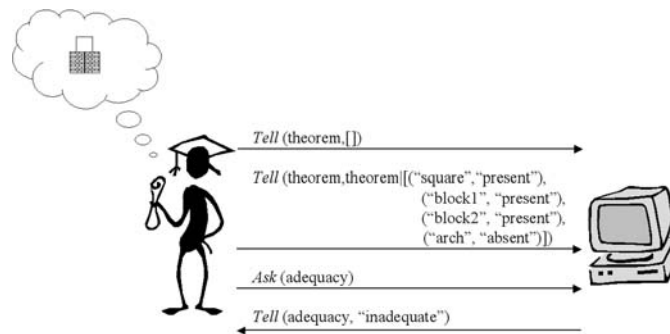 Tell (theorem,[])
Tell (theorem,theorem|[(“square”,“present”),
(“block1”, “present”),
(“block2”, “present”),
(“arch”, “absent”)])
Ask (adequacy)
Tell (adequacy, “inadequate”)